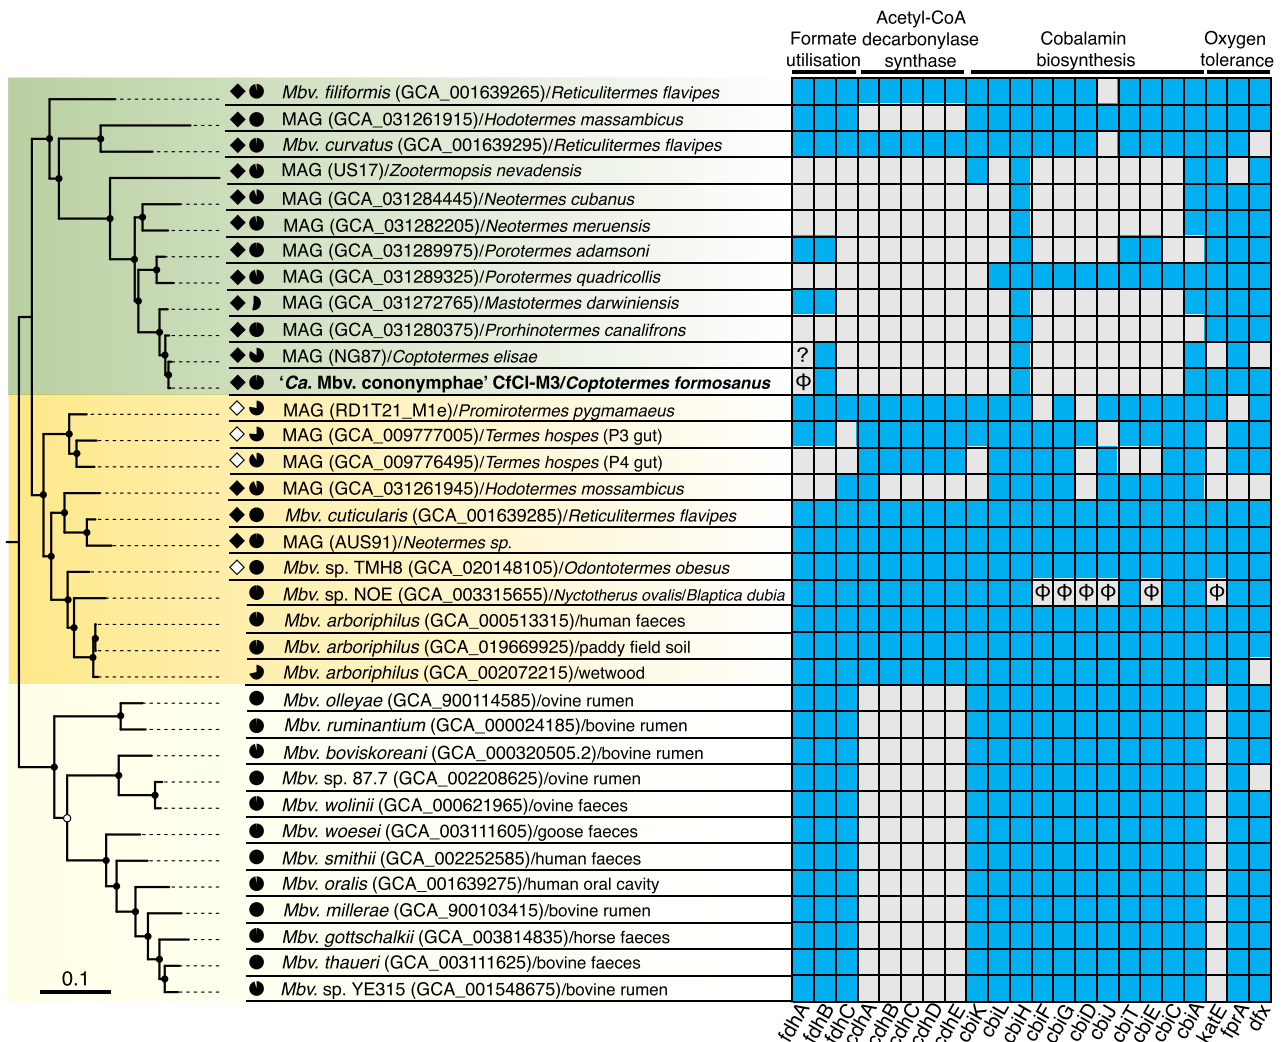 Acetyl-CoA
Formate decarbonylase Cobalamin Oxygen
utilisation synthase biosynthesis tolerance
Mbv. filiformis (GCA_001639265)/Reticulitermes flavipes
MAG (GCA_031261915)/Hodotermes massambicus
Mbv. curvatus (GCA_001639295)/Reticulitermes flavipes
MAG (US17)/Zootermopsis nevadensis
MAG (GCA_031284445)/Neotermes cubanus
MAG (GCA_031282205)/Neotermes meruensis
MAG (GCA_031289975)/Porotermes adamsoni
MAG (GCA_031289325)/Porotermes quadricollis
MAG (GCA_031272765)/Mastotermes darwiniensis
MAG (GCA_031280375)/Prorhinotermes canalifrons
MAG (NG87)/Coptotermes elisae ?
‘Ca. Mbv. cononymphae’ CfCl-M3/Coptotermes formosanus Φ
MAG (RD1T21_M1e)/Promirotermes pygmamaeus
MAG (GCA_009777005)/Termes hospes (P3 gut)
MAG (GCA_009776495)/Termes hospes (P4 gut)
MAG (GCA_031261945)/Hodotermes mossambicus
Mbv. cuticularis (GCA_001639285)/Reticulitermes flavipes
MAG (AUS91)/Neotermes sp.
Mbv. sp. TMH8 (GCA_020148105)/Odontotermes obesus
Mbv. sp. NOE (GCA_003315655)/Nyctotherus ovalis/Blaptica dubia Φ Φ Φ Φ Φ Φ
Mbv. arboriphilus (GCA_000513315)/human faeces
Mbv. arboriphilus (GCA_019669925)/paddy field soil
Mbv. arboriphilus (GCA_002072215)/wetwood
Mbv. olleyae (GCA_900114585)/ovine rumen
Mbv. ruminantium (GCA_000024185)/bovine rumen
Mbv. boviskoreani (GCA_000320505.2)/bovine rumen
Mbv. sp. 87.7 (GCA_002208625)/ovine rumen
Mbv. wolinii (GCA_000621965)/ovine faeces
Mbv. woesei (GCA_003111605)/goose faeces
Mbv. smithii (GCA_002252585)/human faeces
Mbv. oralis (GCA_001639275)/human oral cavity
Mbv. millerae (GCA_900103415)/bovine rumen
Mbv. gottschalkii (GCA_003814835)/horse faeces
Mbv. thaueri (GCA_003111625)/bovine faeces
Mbv. sp. YE315 (GCA_001548675)/bovine rumen
0.1
fdhA fdhB fdhC cdhA cdhB cdhC cdhD cdhE cbiK cbiL cbiH cbiF cbiG cbiD cbiJ cbiT cbiE cbiC cbiA katE fprA dfx